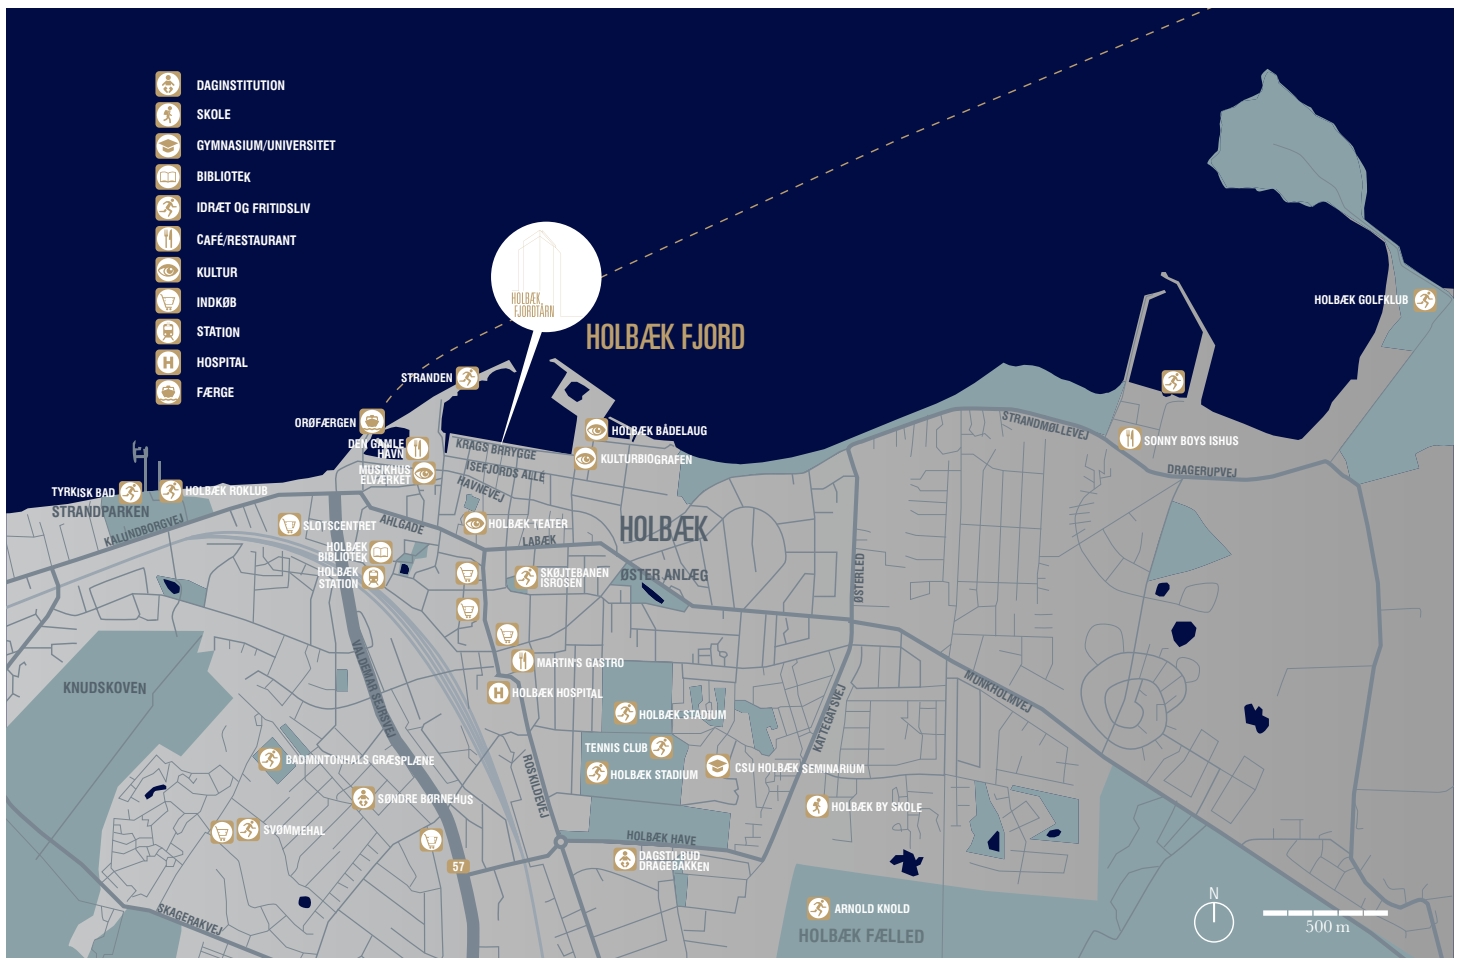 DAGINSTITUTION
SKOLE
GYMNASIUM/UNIVERSITET
BIBLIOTEK
IDRÆT OG FRITIDSLIV
CAFÉ/RESTAURANT
KULTUR
INDKØB
STATION
HOSPITAL
FÆRGE
HOLBÆK
FJORDTÅRN
HOLBÆK FJORD
HOLBÆK GOLFKLUB
STRANDEN
ORØFÆRGEN
DEN GAMLE
HAVN
MUSIKHUS
ELVÆRKET
KRAGS BRRYGGE
ISEFJORDS ALLÉ
HAVNEVEJ
HOLBÆK BÅDELAUG
KULTURBIOGRAFEN
STRANDMØLLEVEJ
SONNY BOYS ISHUS
DRAGERUPVEJ
TYRKISK BAD
HOLBÆK ROKLUB
STRANDPARKEN
KALUNDBORGVEJ
SLOTSCENTRET
AHLGADE
HOLBÆK TEATER
LABÆK
HOLBÆK
HOLBÆK
BIBLIOTEK
HOLBÆK
STATION
SKØJTEBANEN
ISROSEN
ØSTER ANLÆG
ØSTERLED
VALDEMAR SEJRSVEJ
MARTIN'S GASTRO
HOLBÆK HOSPITAL
KNUDSKOVEN
HOLBÆK STADIUM
TENNIS CLUB
HOLBÆK STADIUM
CSU HOLBÆK SEMINARIUM
KATTEGATSVEJ
MUNKHOLMVEJ
BADMINTONHALS GRÆSPLÆNE
ROSKILDEVEJ
SØNDRE BØRNEHUS
HOLBÆK BY SKOLE
SVØMMEHAL
57
HOLBÆK HAVE
DAGSTILBUD
DRAGEBAKKEN
SKAGERAKVEJ
ARNOLD KNOLD
HOLBÆK FÆLLED
N
500 m
H
H